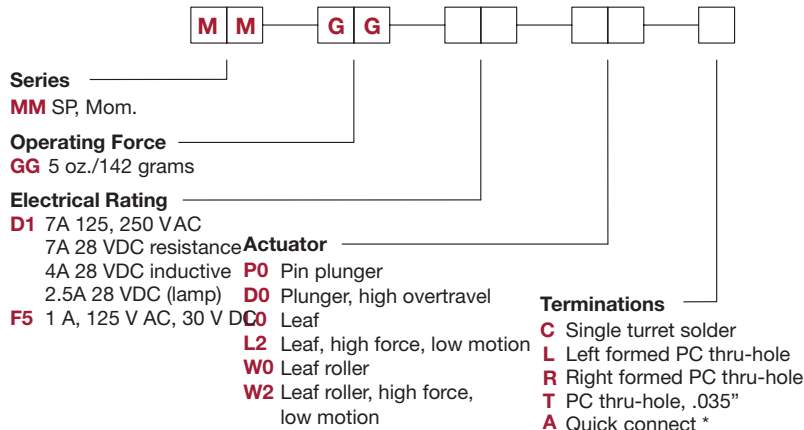 M M G G
Series
MM SP, Mom.
Operating Force
GG 5 oz./142 grams
Electrical Rating
D1 7A 125, 250 VAC
7A 28 VDC resistance
4A 28 VDC inductive
2.5A 28 VDC (lamp)
F5 1 A, 125 V AC, 30 V DC
Actuator
P0 Pin plunger
D0 Plunger, high overtravel
L0 Leaf
L2 Leaf, high force, low motion
W0 Leaf roller
W2 Leaf roller, high force,
low motion
Terminations
C Single turret solder
L Left formed PC thru-hole
R Right formed PC thru-hole
T PC thru-hole, .035”
A Quick connect *